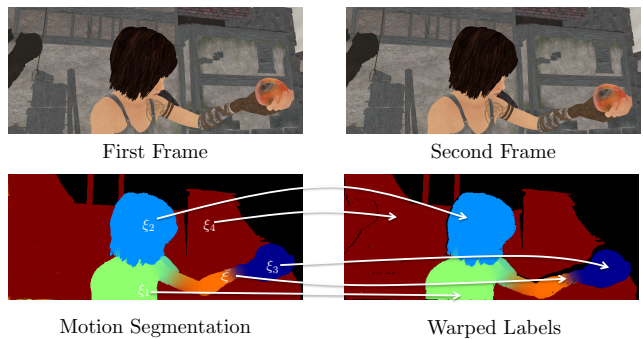 First Frame
Second Frame
ξ₂
ξ₄
ξ₃
ξ₁
Motion Segmentation
Warped Labels